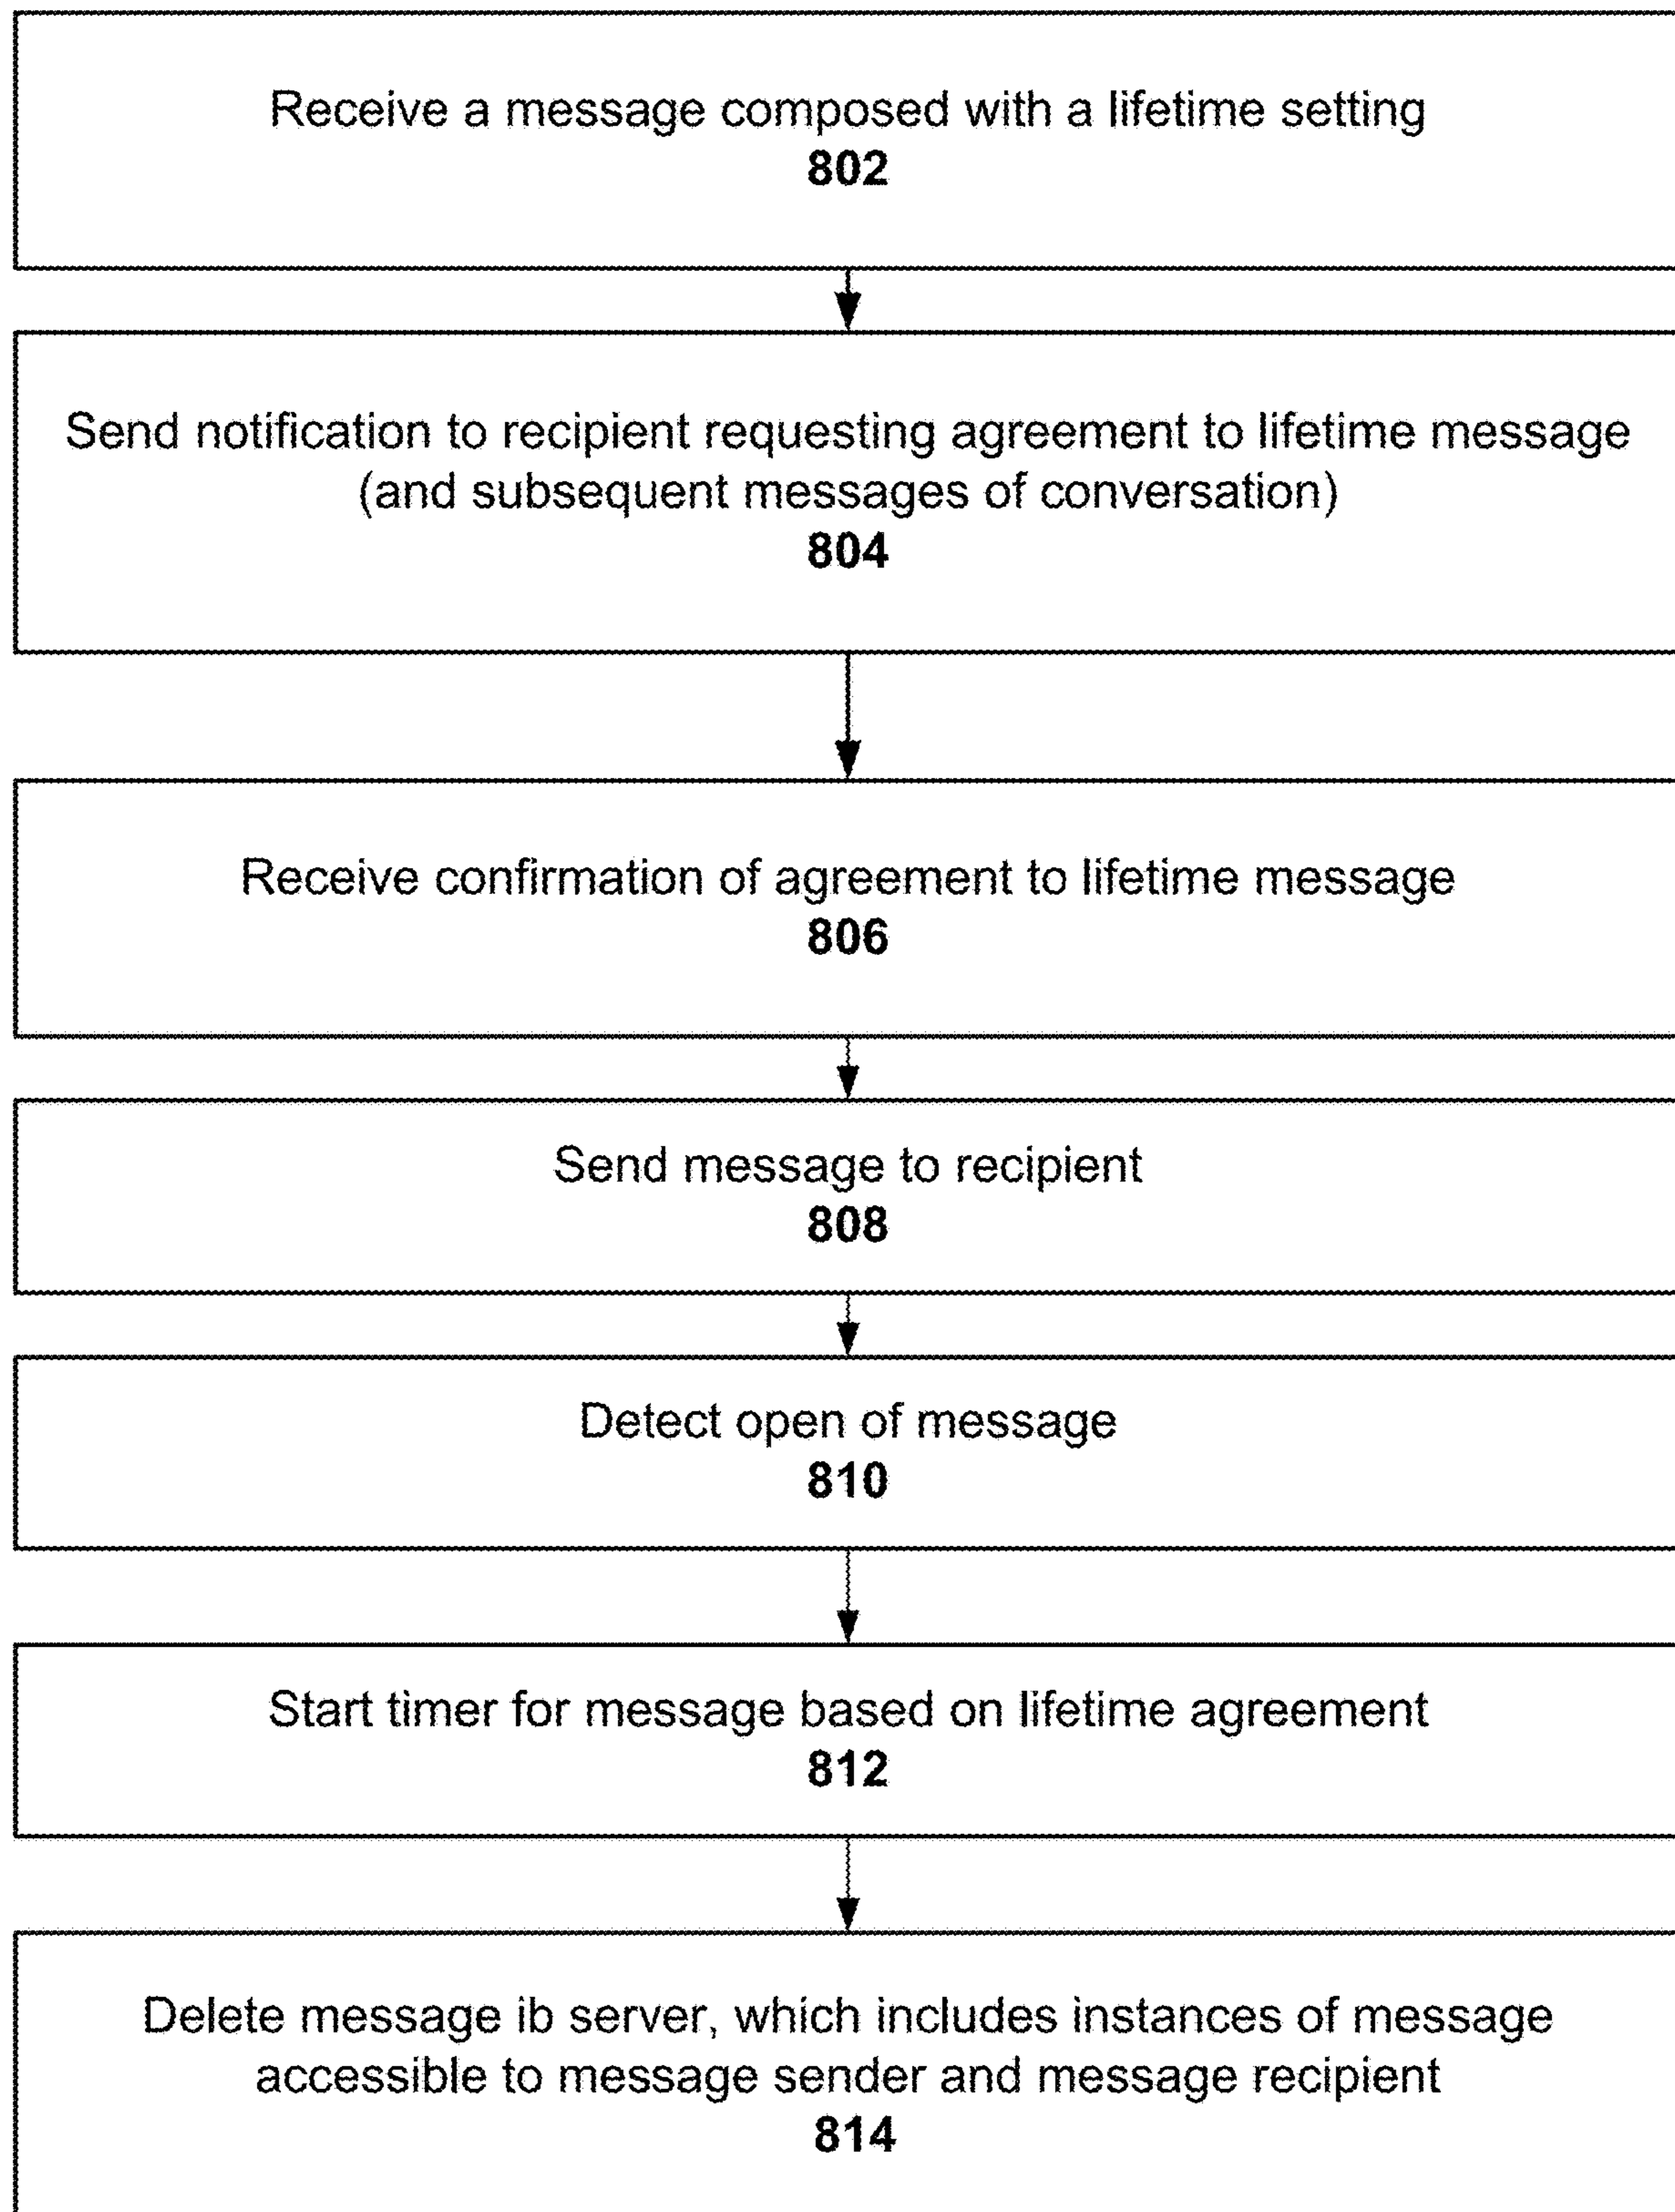 Receive a message composed with a lifetime setting
802
Send notification to recipient requesting agreement to lifetime message
(and subsequent messages of conversation)
804
Receive confirmation of agreement to lifetime message
806
Send message to recipient
808
Detect open of message
810
Start timer for message based on lifetime agreement
812
Delete message ib server, which includes instances of message
accessible to message sender and message recipient
814